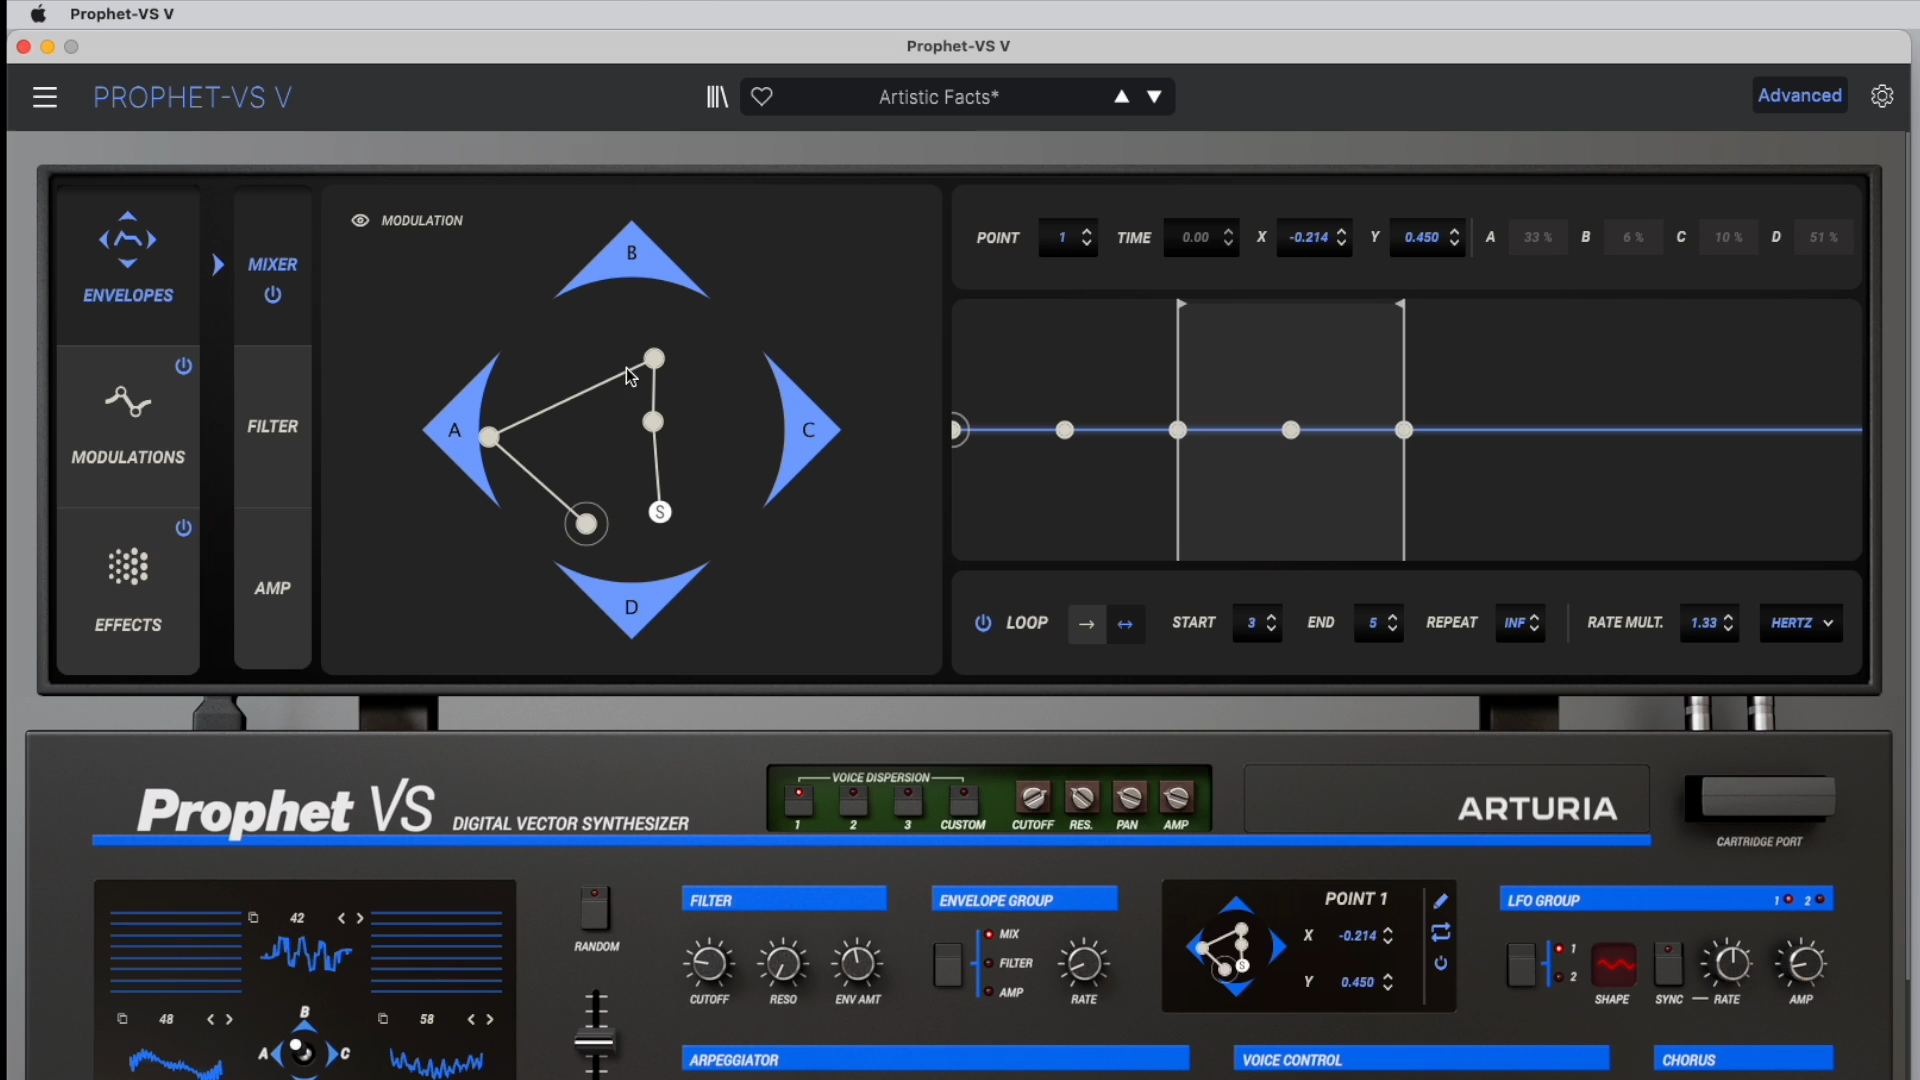 Prophet-VS V
Prophet-VS V
PROPHET-VS V
Artistic Facts*
Advanced
ENVELOPES
MODULATIONS
EFFECTS
MIXER
FILTER
AMP
MODULATION
B
A
C
D
S
POINT 1 TIME 0.00 X -0.214 Y 0.450 A 33 % B 6 % C 10 % D 51 %
LOOP START 3 END 5 REPEAT INF RATE MULT. 1.33 HERTZ
Prophet VS DIGITAL VECTOR SYNTHESIZER
VOICE DISPERSION
1 2 3 CUSTOM CUTOFF RES. PAN AMP
ARTURIA
CARTRIDGE PORT
42
48
58
B
A C
RANDOM
FILTER
CUTOFF RESO ENV AMT
ENVELOPE GROUP
MIX
FILTER
AMP
RATE
POINT 1
X -0.214
Y 0.450
S
LFO GROUP 1 2
1
2
SHAPE SYNC RATE AMP
ARPEGGIATOR
VOICE CONTROL
CHORUS